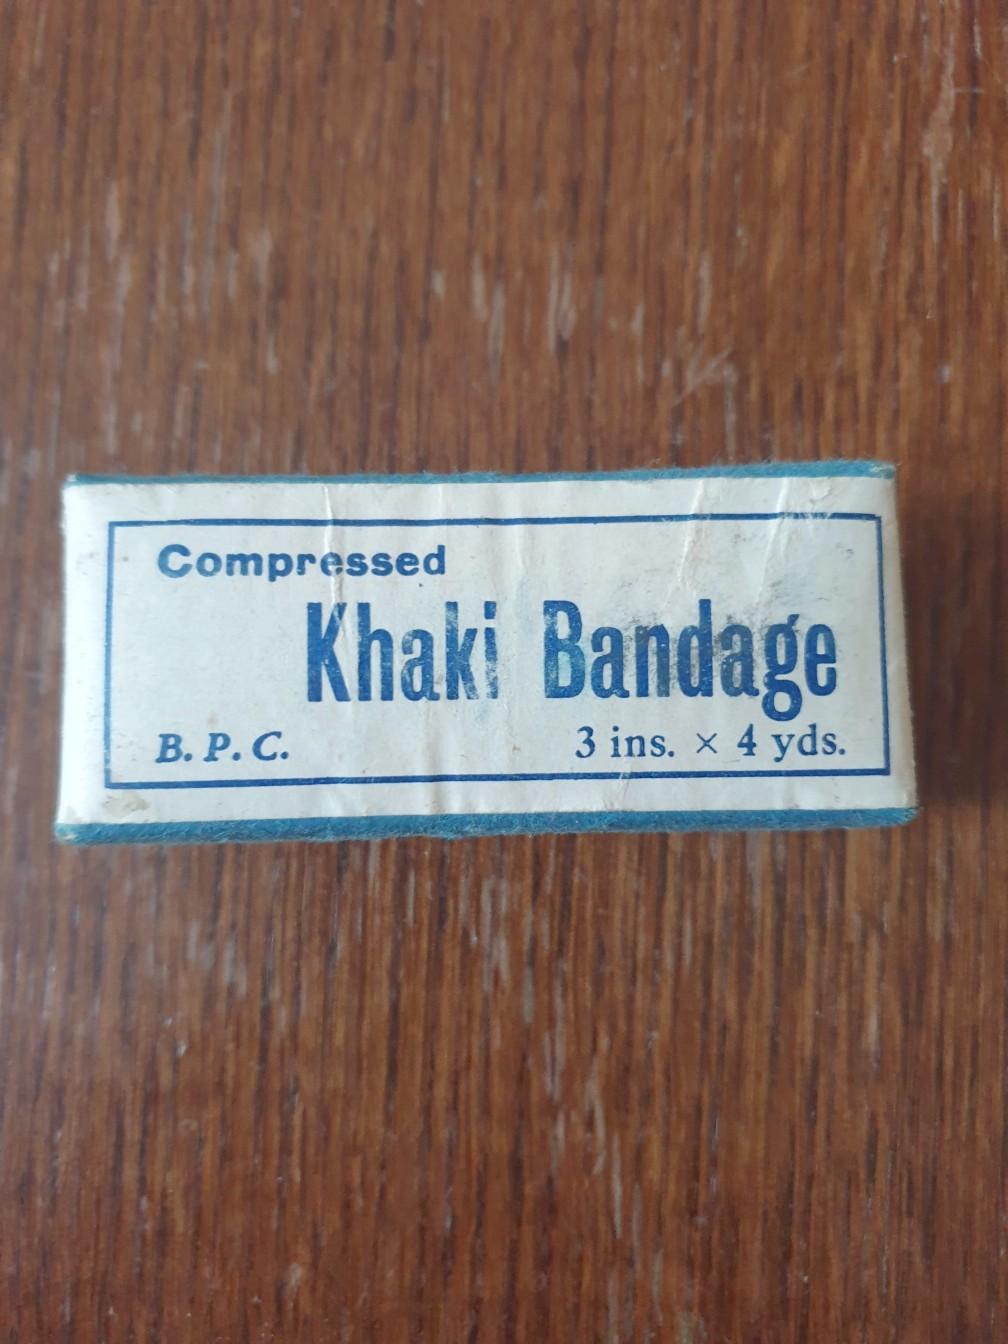 Compressed
Khaki Bandage
B. P. C. 3 ins. × 4 yds.